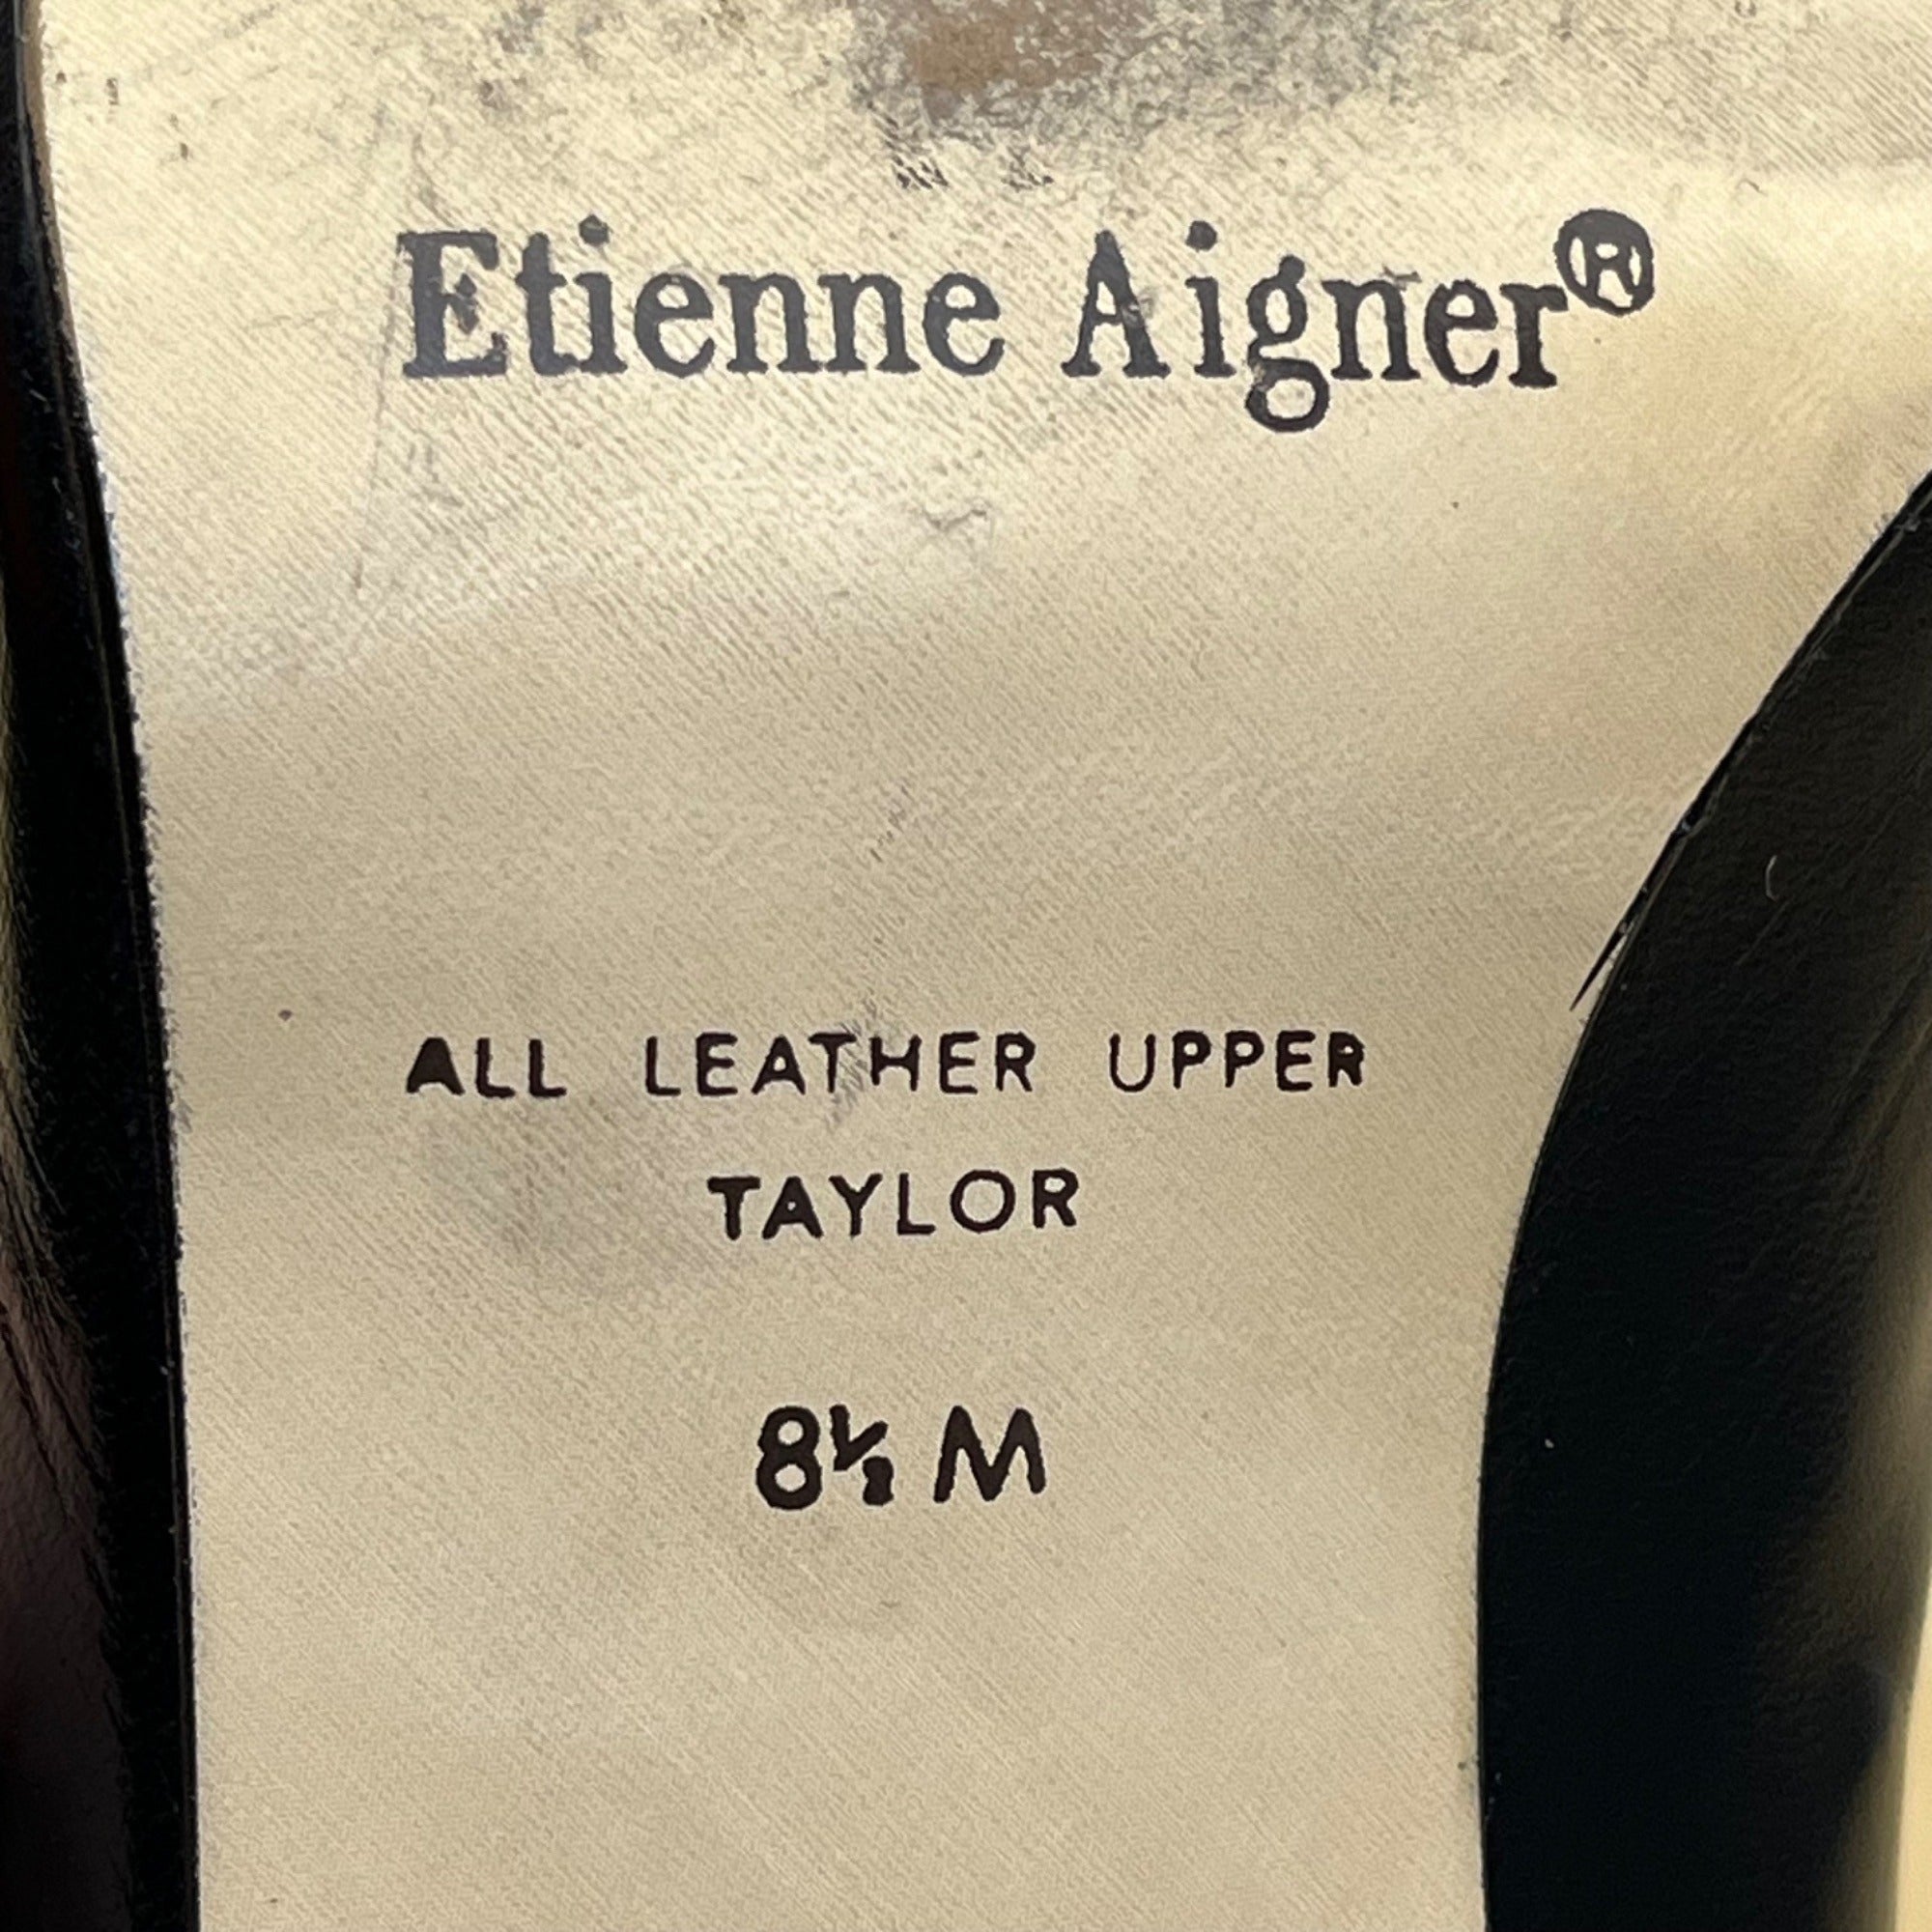 Etienne Aigner®
ALL LEATHER UPPER
TAYLOR
8½ M